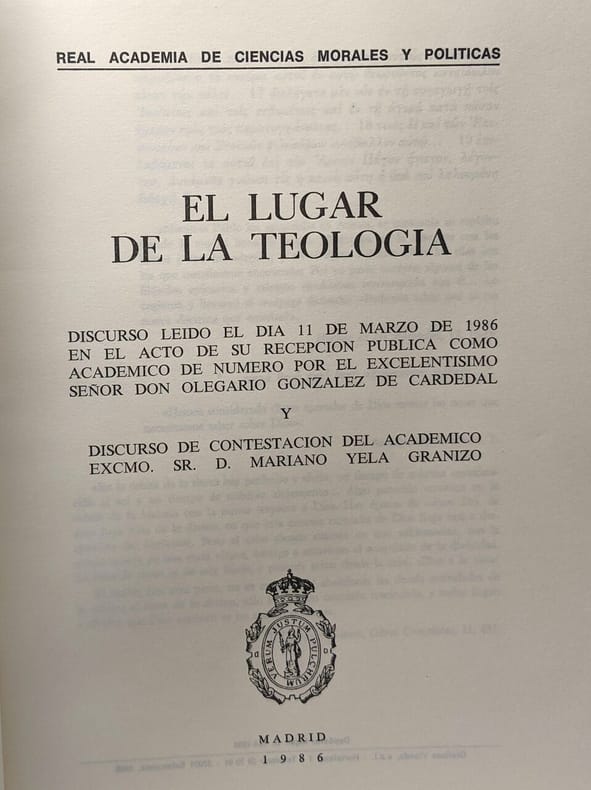 REAL ACADEMIA DE CIENCIAS MORALES Y POLITICAS
EL LUGAR
DE LA TEOLOGIA
DISCURSO LEIDO EL DIA 11 DE MARZO DE 1986
EN EL ACTO DE SU RECEPCION PUBLICA COMO
ACADEMICO DE NUMERO POR EL EXCELENTISIMO
SEÑOR DON OLEGARIO GONZALEZ DE CARDEDAL
Y
DISCURSO DE CONTESTACION DEL ACADEMICO
EXCMO. SR. D. MARIANO YELA GRANIZO
VERUM JUSTUM PULCHRUM
MADRID
1986